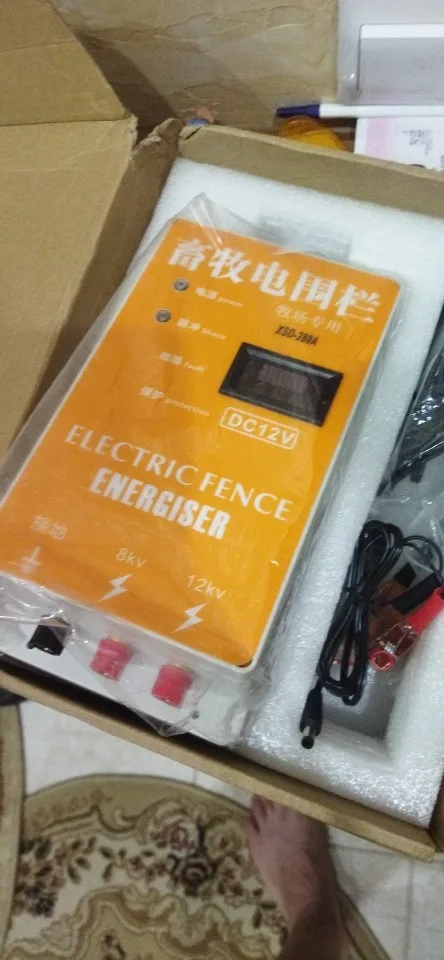 畜牧电围栏
牧场专用
XSD-280A
电源 power
脉冲 Shock
故障 fault
保护 protection
DC12V
ELECTRIC FENCE
ENERGISER
接地
8kv
12kv